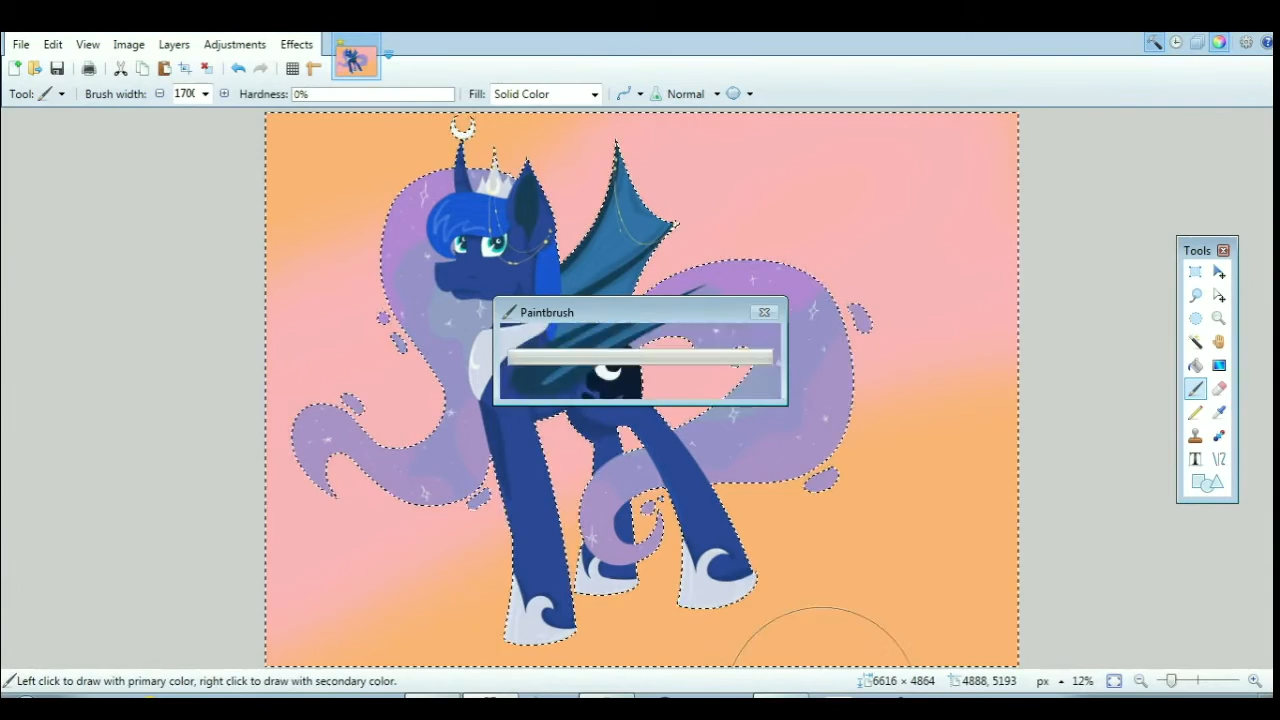 File Edit View Image Layers Adjustments Effects
Tool: Brush width: 170( Hardness: 0% Fill: Solid Color Normal
Paintbrush
Tools
Left click to draw with primary color, right click to draw with secondary color. 6616 × 4864 4888, 5193 px 12%